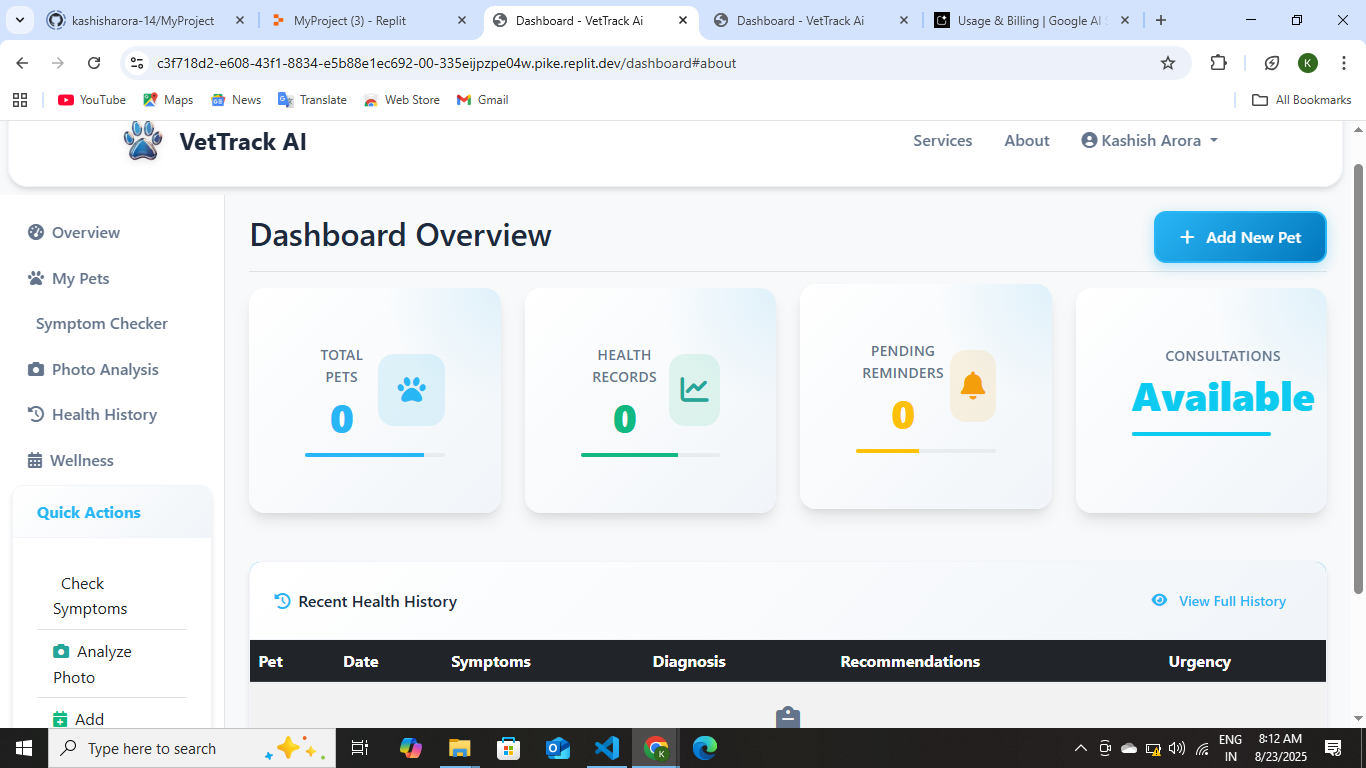 kashisharora-14/MyProject
MyProject (3) - Replit
Dashboard - VetTrack Ai
Dashboard - VetTrack Ai
Usage & Billing | Google AI S
c3f718d2-e608-43f1-8834-e5b88e1ec692-00-335eijpzpe04w.pike.replit.dev/dashboard#about
K
YouTube
Maps
News
Translate
Web Store
Gmail
All Bookmarks
VetTrack AI
Services
About
Kashish Arora
Overview
My Pets
Symptom Checker
Photo Analysis
Health History
Wellness
Quick Actions
Check
Symptoms
Analyze
Photo
Add
Dashboard Overview
+ Add New Pet
TOTAL
PETS
0
HEALTH
RECORDS
0
PENDING
REMINDERS
0
CONSULTATIONS
Available
Recent Health History
View Full History
Pet Date Symptoms Diagnosis Recommendations Urgency
Type here to search
K
ENG
IN
8:12 AM
8/23/2025